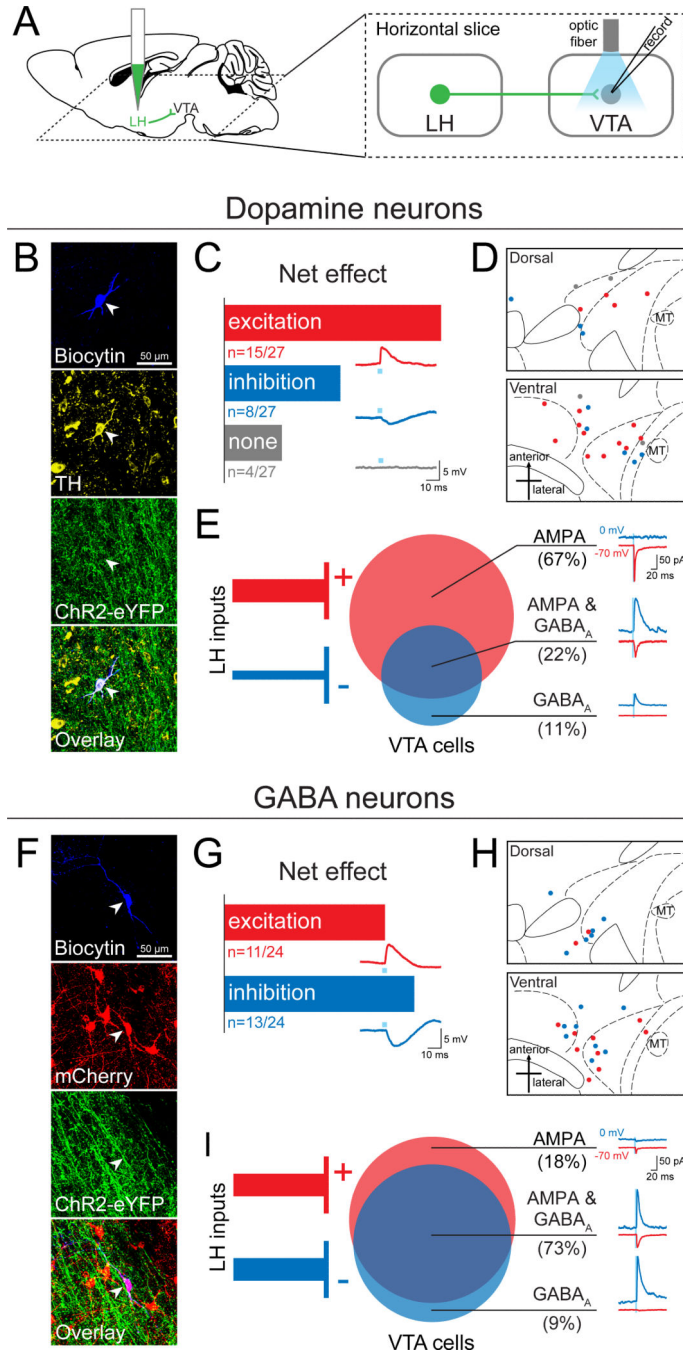 A
LH
VTA
Horizontal slice
optic
fiber
record
LH
VTA
Dopamine neurons
B
Biocytin
50 µm
TH
ChR2-eYFP
Overlay
C
Net effect
excitation
n=15/27
inhibition
n=8/27
none
n=4/27
5 mV
10 ms
D
Dorsal
MT
Ventral
MT
anterior
lateral
E
LH inputs
+
-
VTA cells
AMPA
(67%)
AMPA &
GABAA
(22%)
GABAA
(11%)
0 mV
-70 mV
50 pA
20 ms
GABA neurons
F
Biocytin
50 µm
mCherry
ChR2-eYFP
Overlay
G
Net effect
excitation
n=11/24
inhibition
n=13/24
5 mV
10 ms
H
Dorsal
MT
Ventral
MT
anterior
lateral
I
LH inputs
+
-
VTA cells
AMPA
(18%)
AMPA &
GABAA
(73%)
GABAA
(9%)
0 mV
-70 mV
50 pA
20 ms